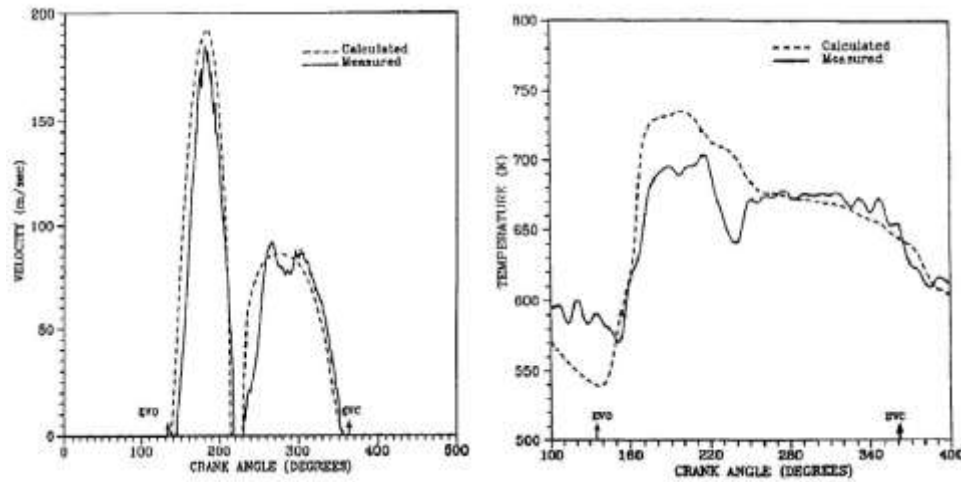 200
150
100
50
0
VELOCITY (m/sec)
Calculated
Measured
EVO
EVC
0 100 200 300 400 500
CRANK ANGLE (DEGREES)
800
750
700
650
600
550
500
TEMPERATURE (K)
Calculated
Measured
EVO
EVC
100 160 220 280 340 400
CRANK ANGLE (DEGREES)